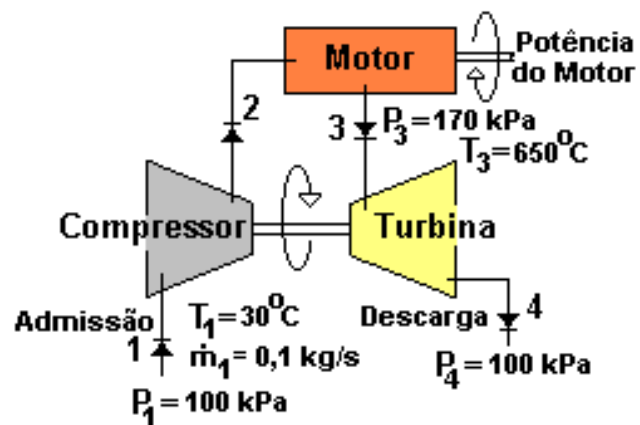 Motor
Potência
do Motor
2
3
P₃ = 170 kPa
T₃ = 650°C
Compressor
Turbina
Admissão
1
T₁ = 30°C
ṁ₁ = 0,1 kg/s
P₁ = 100 kPa
Descarga
4
P₄ = 100 kPa